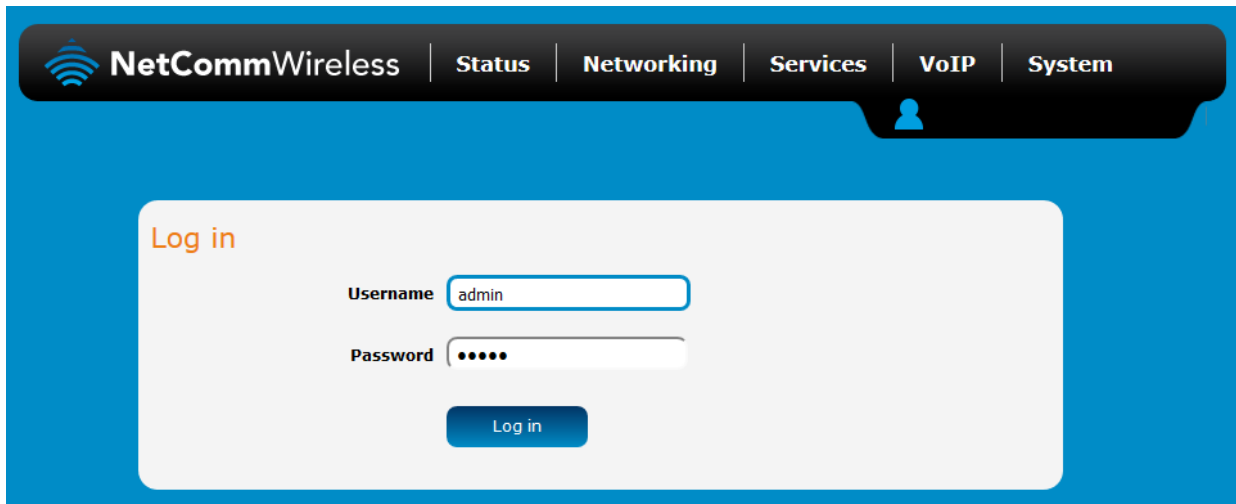 NetCommWireless Status Networking Services VoIP System
Log in
Username admin
Password •••••
Log in